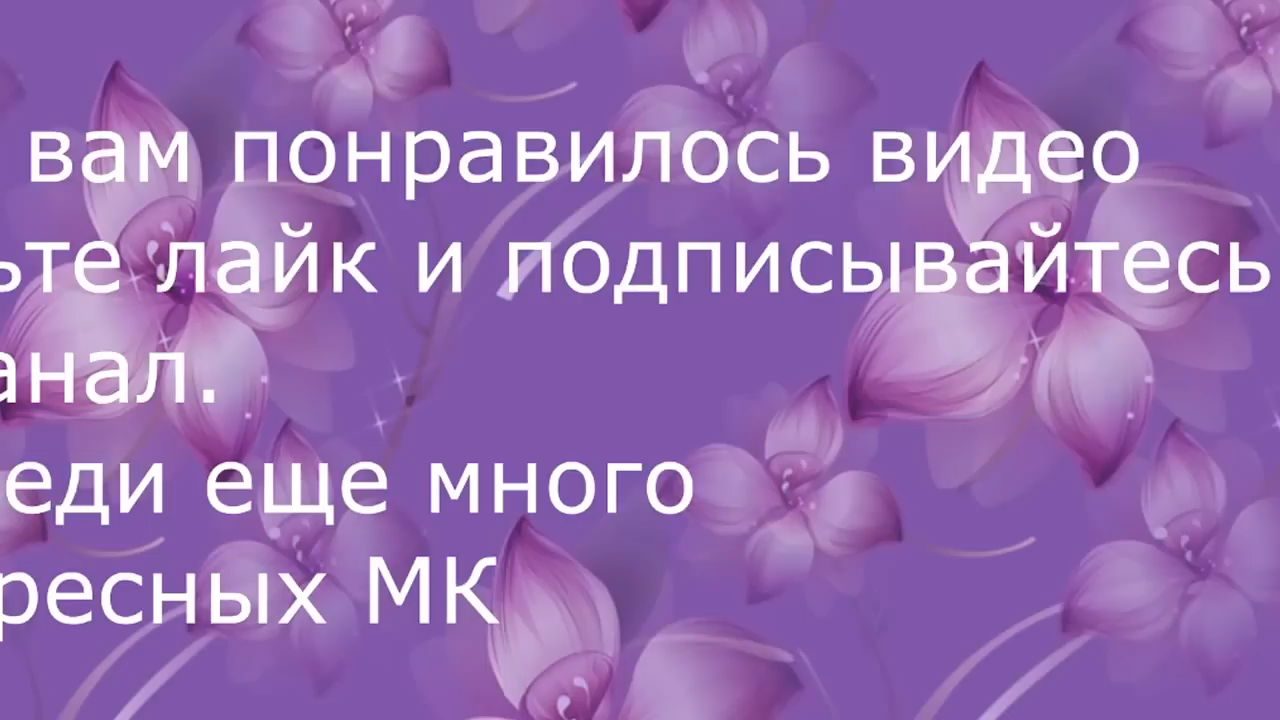 вам понравилось видео
ьте лайк и подписывайтесь
анал.
еди еще много
ресных МК